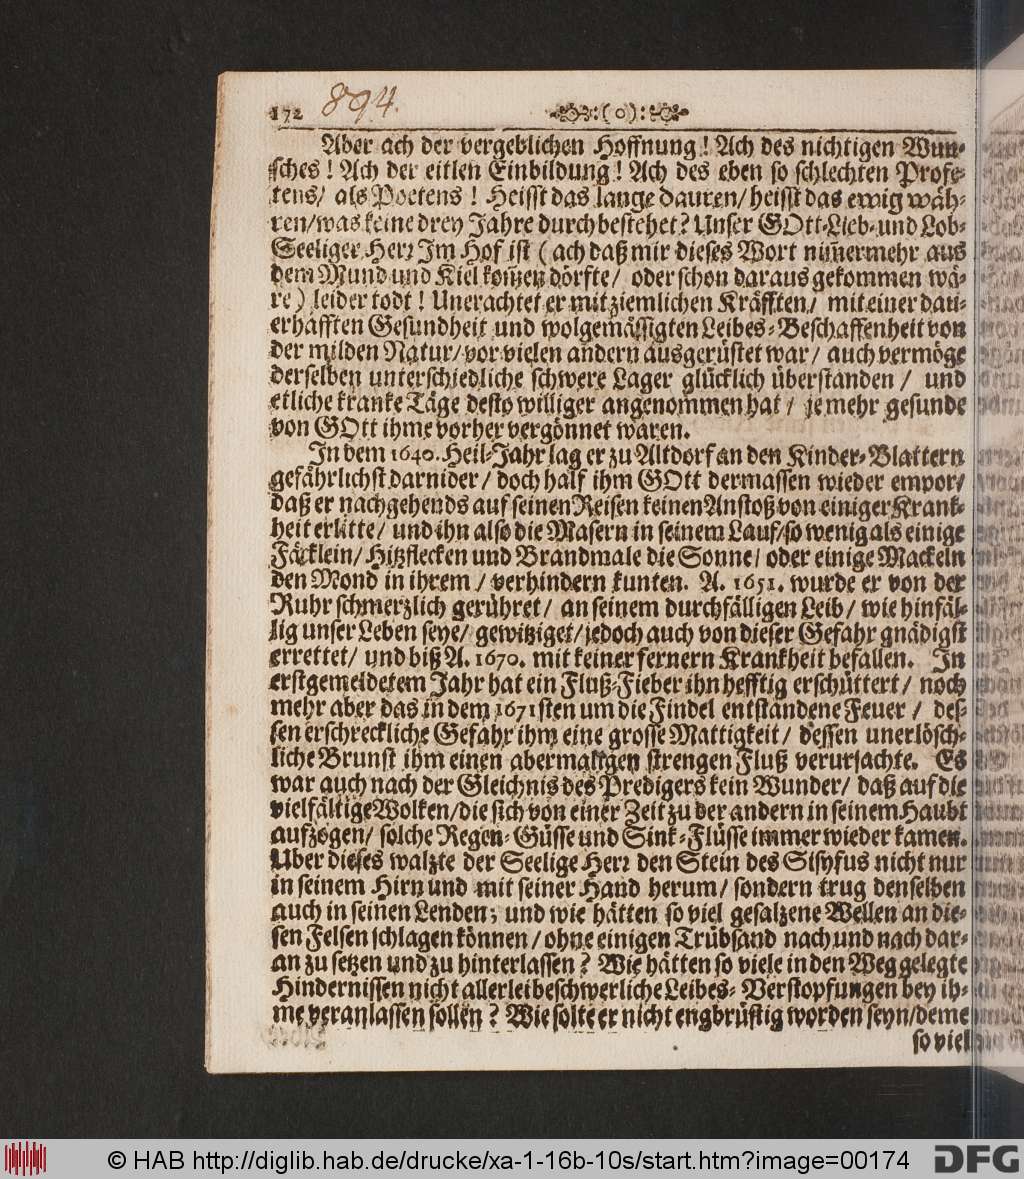 172 894. :(o):
Aber ach der vergeblichen Hoffnung! Ach des nichtigen Wun-
sches! Ach der eitlen Einbildung! Ach des eben so schlechten Profe-
tens/ als Poetens! Heisst das lange dauren/ heisst das ewig wäh-
ren/ was keine drey Jahre durch bestehet? Unser GOtt-Lieb- und Lob-
Seeliger Herr Im Hof ist (ach daß mir dieses Wort nim̃ermehr aus
dem Mund und Kiel kom̃en dörfte/ oder schon daraus gekommen wä-
re) leider todt! Unerachtet er mit ziemlichen Kräfften/ mit einer dau-
erhäfften Gesundheit und wolgemässigten Leibes-Beschaffenheit von
der milden Natur/ vor vielen andern ausgerüstet war/ auch vermöge
derselben unterschiedliche schwere Lager glücklich überstanden/ und
etliche kranke Täge desto williger angenommen hat/ je mehr gesunde
von GOtt ihme vorher vergönnet waren.
In dem 1640. Heil-Jahr lag er zu Altdorf an den Kinder-Blattern
gefährlichst darnider/ doch half ihm GOtt dermassen wieder empor/
daß er nachgehends auf seinen Reisen keinen Anstoß von einiger Krank-
heit erlitte/ und ihn also die Masern in seinem Lauf/ so wenig als einige
Fäcklein/ Hitzflecken und Brandmale die Sonne/ oder einige Mackeln
den Mond in ihrem/ verhindern kunten. A. 1651. wurde er von der
Ruhr schmerzlich gerühret/ an seinem durchfälligen Leib/ wie hinfäl-
lig unser Leben seye/ gewitziget/ jedoch auch von dieser Gefahr gnädigst
errettet/ und biß A. 1670. mit keiner fernern Krankheit befallen. In
erstgemeldetem Jahr hat ein Fluß-Fieber ihn hefftig erschüttert/ noch
mehr aber das in dem 1671sten um die Findel entstandene Feuer/ des-
sen erschreckliche Gefahr ihm eine grosse Mattigkeit/ dessen unerlösch-
liche Brunst ihm einen abermaligen strengen Fluß verursachte. Es
war auch nach der Gleichnis des Predigers kein Wunder/ daß auf die
vielfältige Wolken/ die sich von einer Zeit zu der andern in seinem Haubt
aufzogen/ solche Regen-Güsse und Sink-Flüsse immer wieder kamen.
Uber dieses walzte der Seelige Herr den Stein des Sisyfus nicht nur
in seinem Hirn und mit seiner Hand herum/ sondern trug denselben
auch in seinen Lenden; und wie hätten so viel gesalzene Wellen an die-
sen Felsen schlagen können/ ohne einigen Trübsand nach und nach dar-
an zu setzen und zu hinterlassen? Wie hätten so viele in den Weg gelegte
Hindernissen nicht allerlei beschwerliche Leibes-Verstopfungen bey ih-
me veranlassen sollen? Wie solte er nicht engbrüstig worden seyn/ deme
so viel
© HAB http://diglib.hab.de/drucke/xa-1-16b-10s/start.htm?image=00174 DFG